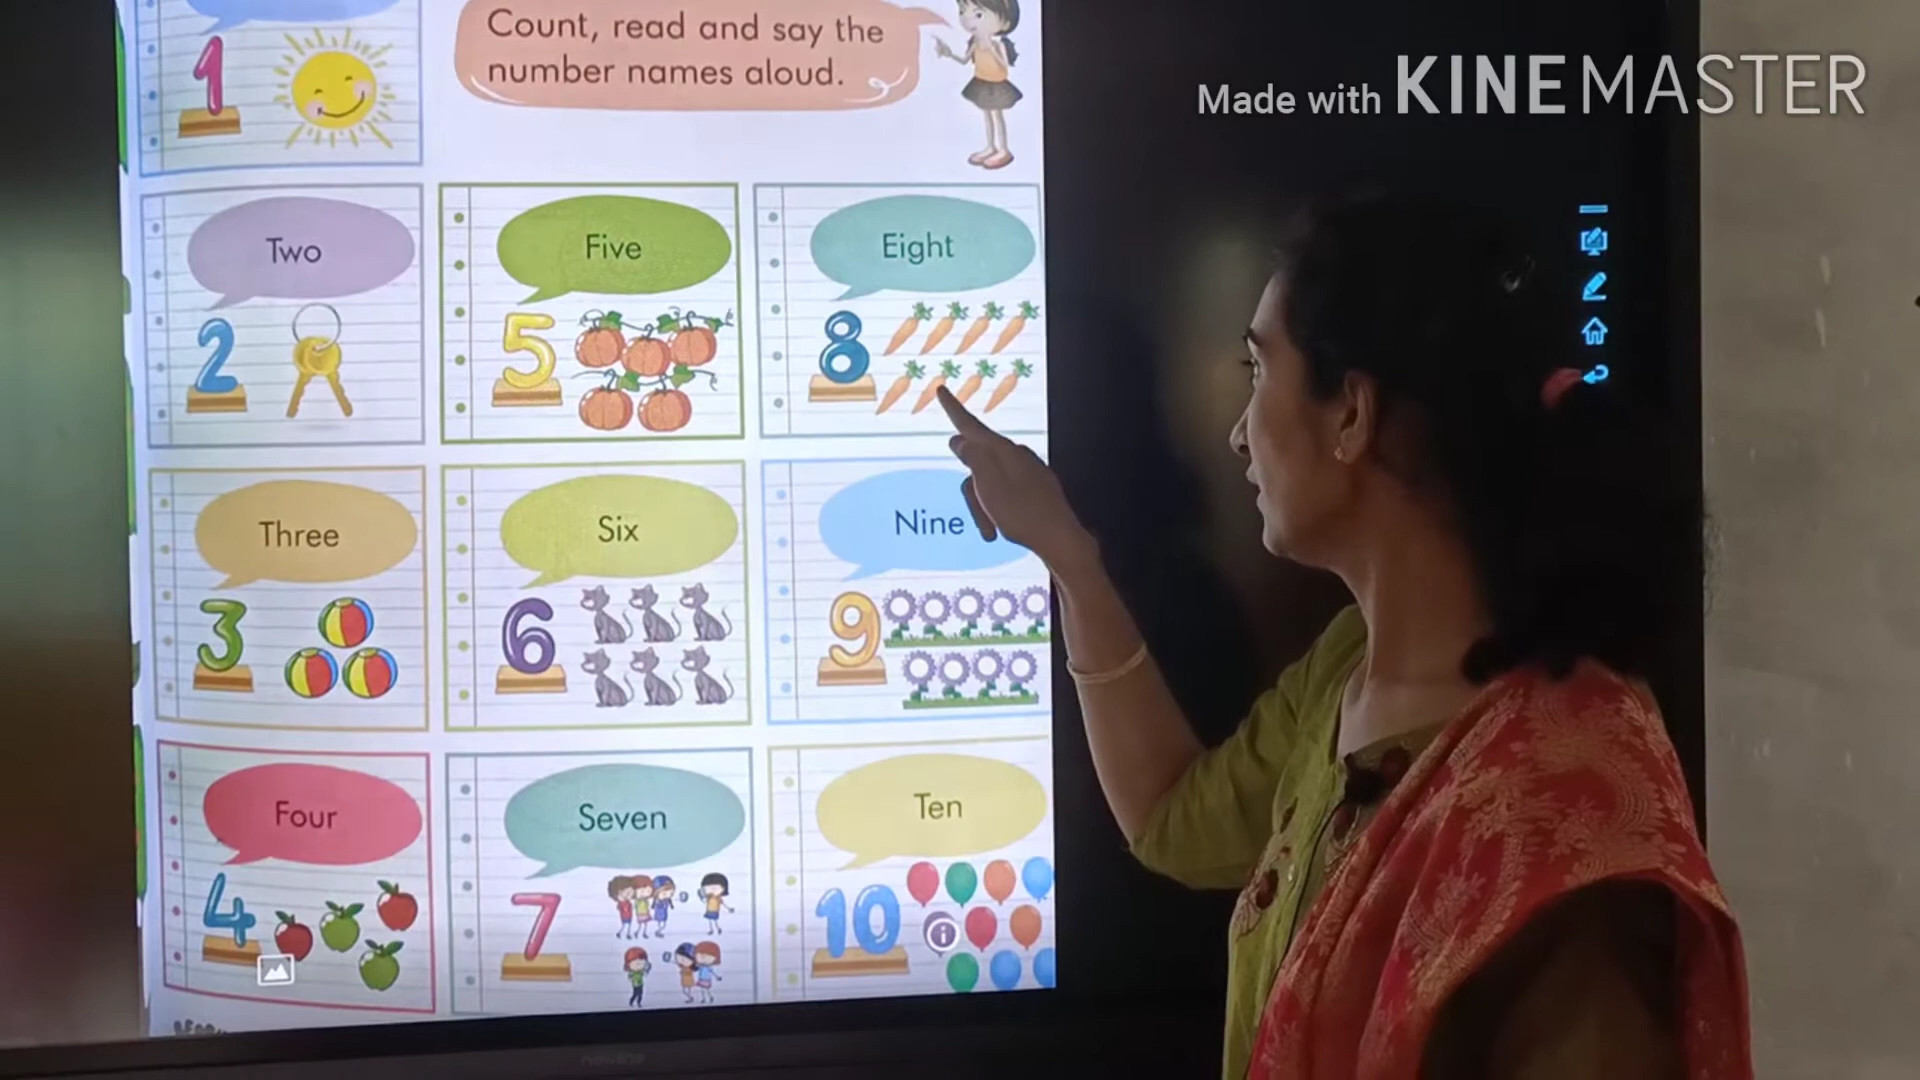 Count, read and say the
number names aloud.
Made with KINEMASTER
1
Two
2
Five
5
Eight
8
Three
3
Six
6
Nine
9
Four
4
Seven
7
Ten
10
newline